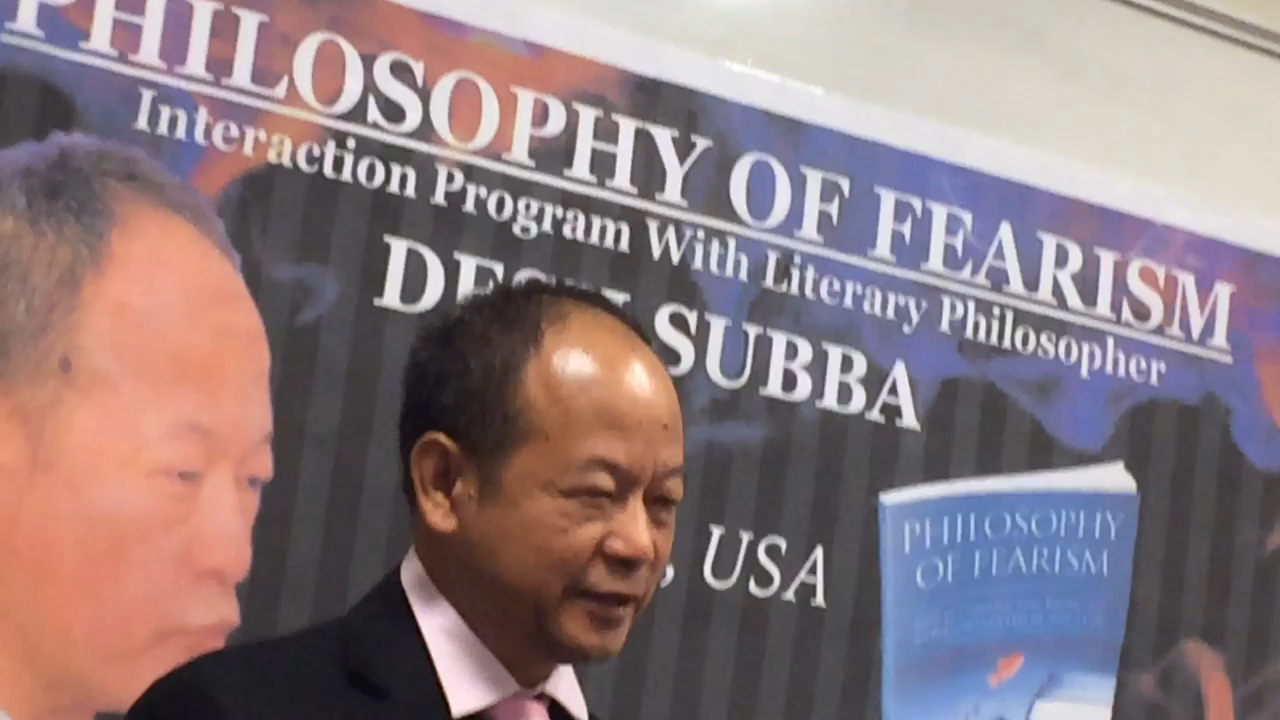 PHILOSOPHY OF FEARISM
Interaction Program With Literary Philosopher
SUBBA
USA
PHILOSOPHY
OF FEARISM